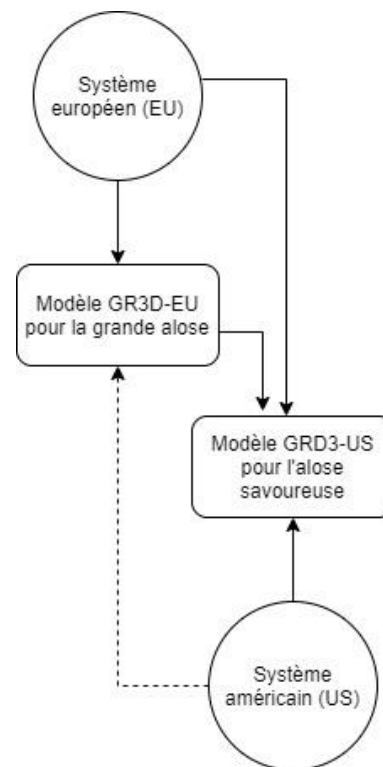 Système
européen (EU)
Modèle GR3D-EU
pour la grande alose
Modèle GRD3-US
pour l'alose
savoureuse
Système
américain (US)